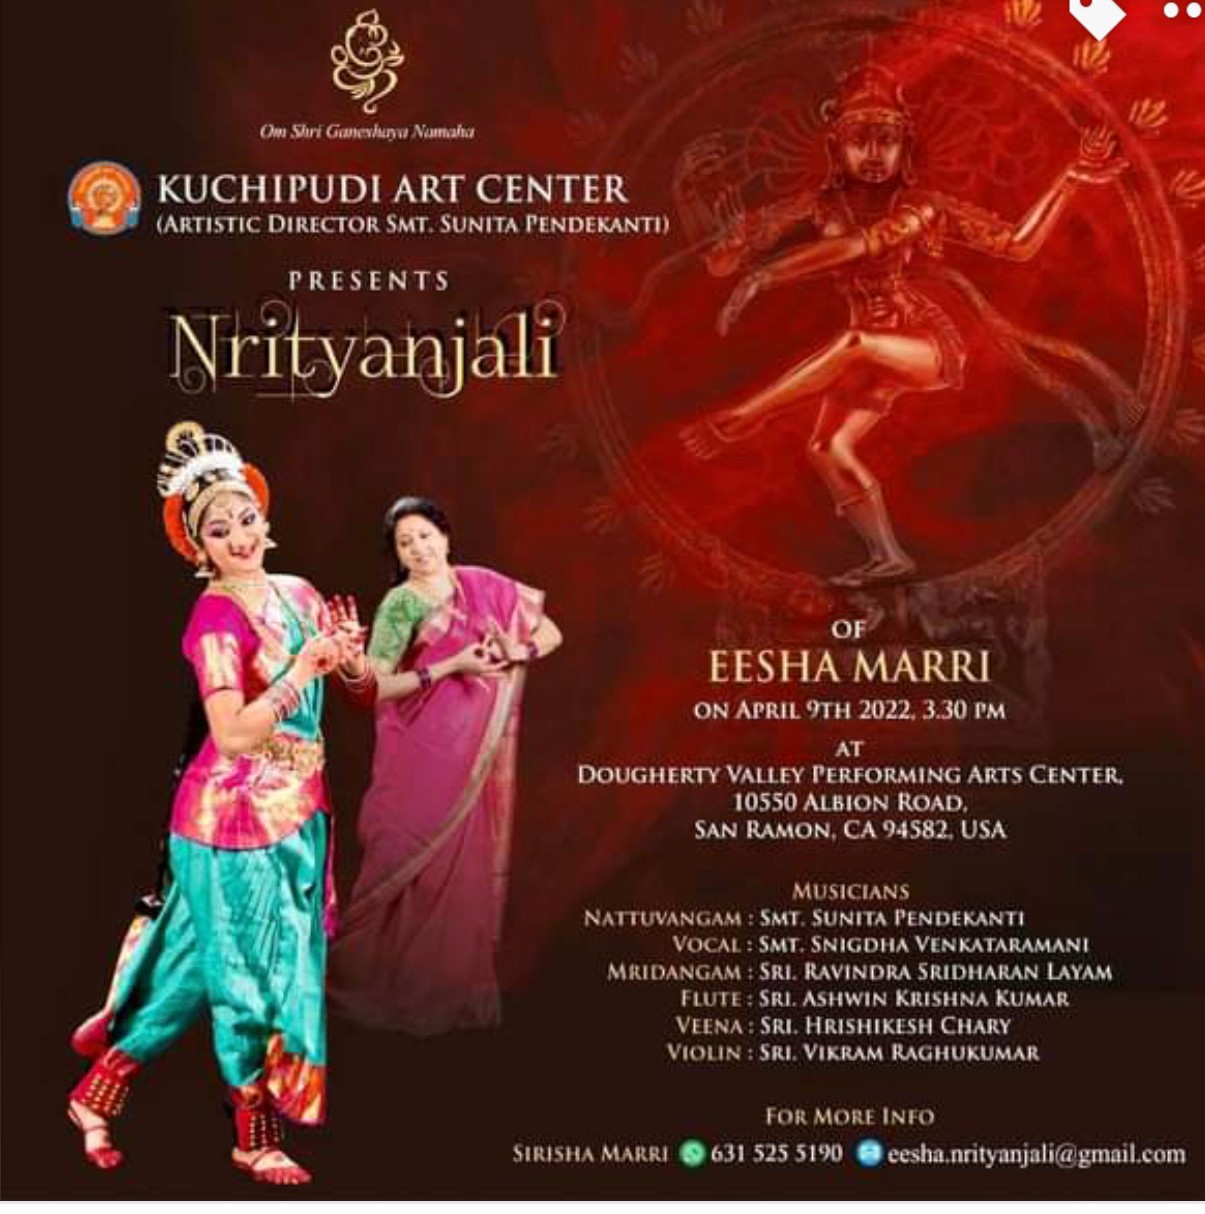 Om Shri Ganeshaya Namaha
KUCHIPUDI ART CENTER
(ARTISTIC DIRECTOR SMT. SUNITA PENDEKANTI)
PRESENTS
Nrityanjali
OF
EESHA MARRI
ON APRIL 9TH 2022, 3.30 PM
AT
DOUGHERTY VALLEY PERFORMING ARTS CENTER,
10550 ALBION ROAD,
SAN RAMON, CA 94582, USA
MUSICIANS
NATTUVANGAM : SMT. SUNITA PENDEKANTI
VOCAL : SMT. SNIGDHA VENKATARAMANI
MRIDANGAM : SRI. RAVINDRA SRIDHARAN LAYAM
FLUTE : SRI. ASHWIN KRISHNA KUMAR
VEENA : SRI. HRISHIKESH CHARY
VIOLIN : SRI. VIKRAM RAGHUKUMAR
FOR MORE INFO
SIRISHA MARRI 631 525 5190 eesha.nrityanjali@gmail.com